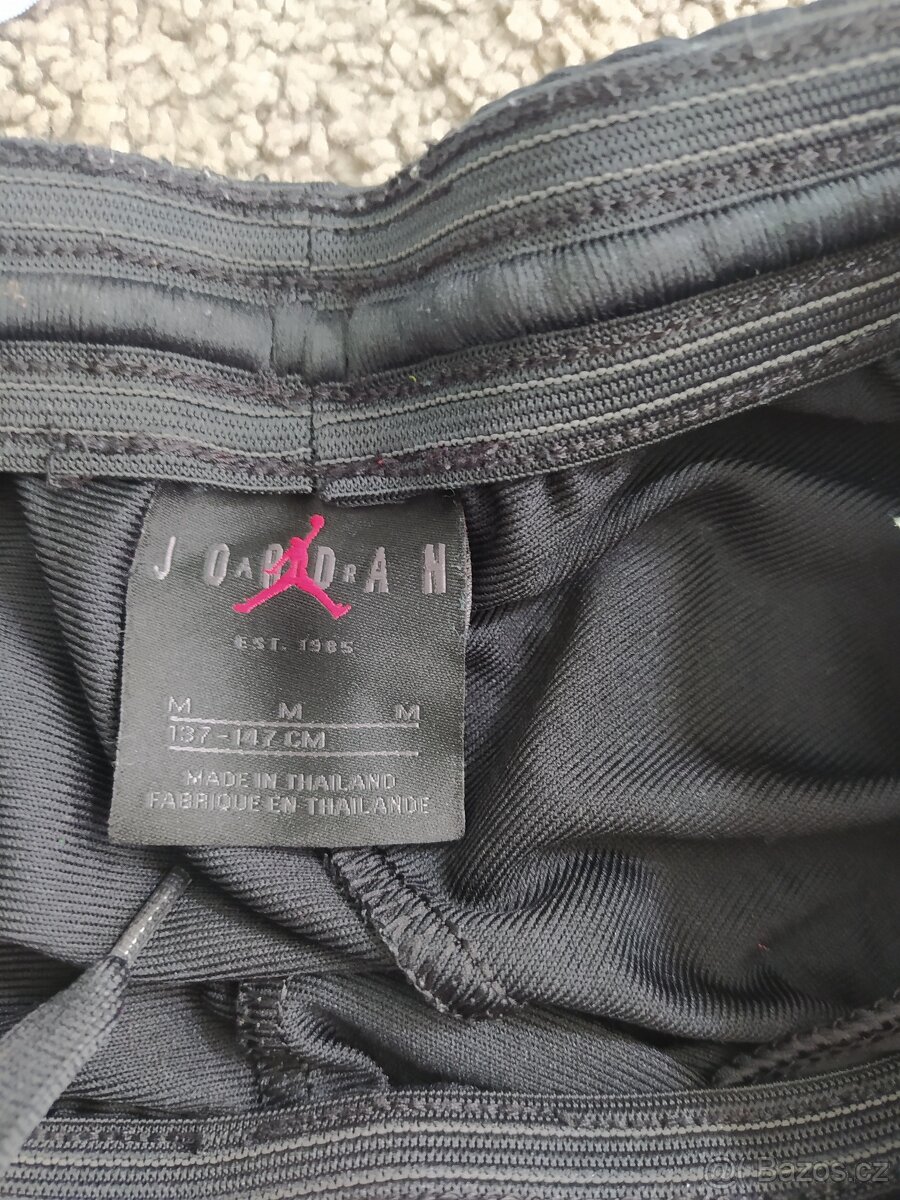 JORDAN
EST. 1985
M M M
137-147 CM
MADE IN THAILAND
FABRIQUE EN THAILANDE
Bazos.cz